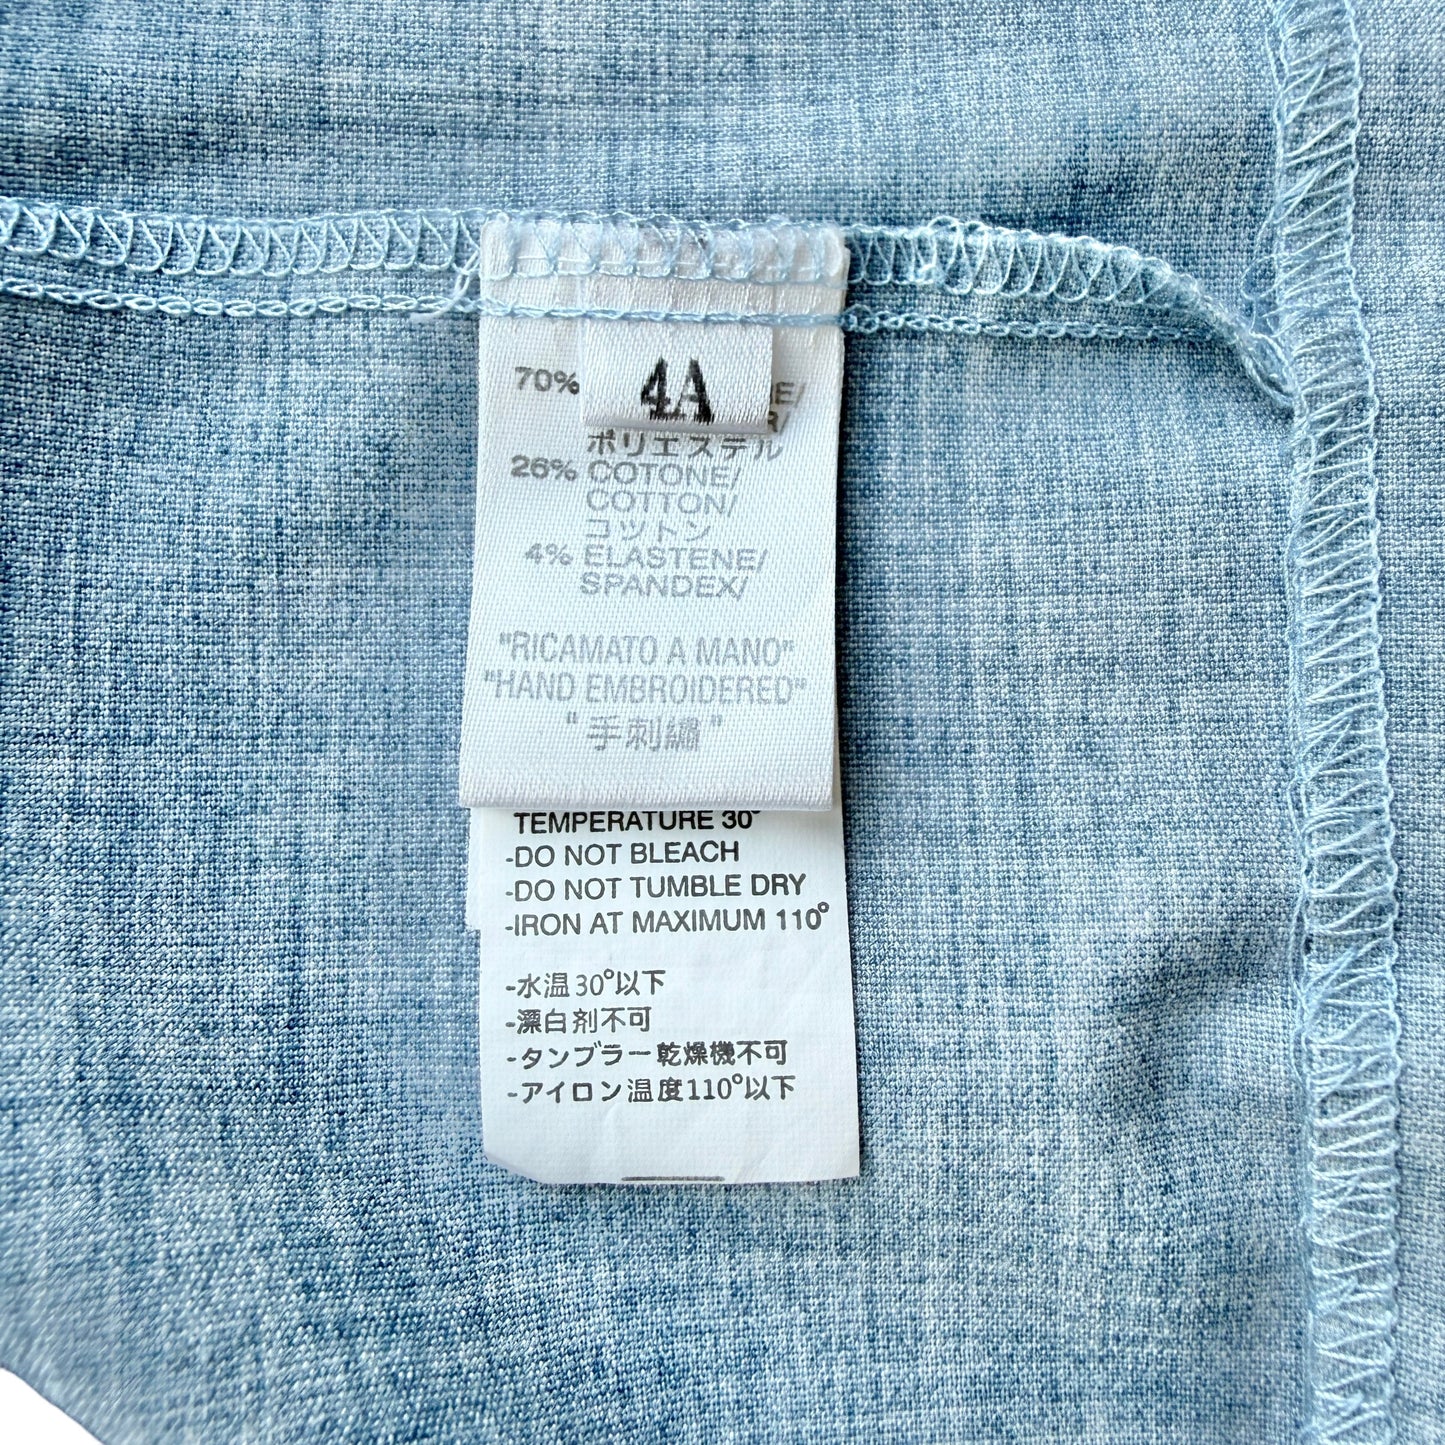 4A
70%
ポリエステル
26% COTONE/
COTTON/
コットン
4% ELASTENE/
SPANDEX/
"RICAMATO A MANO"
"HAND EMBROIDERED"
"手刺繍"
TEMPERATURE 30°
-DO NOT BLEACH
-DO NOT TUMBLE DRY
-IRON AT MAXIMUM 110°
-水温30°以下
-漂白剤不可
-タンブラー乾燥機不可
-アイロン温度110°以下